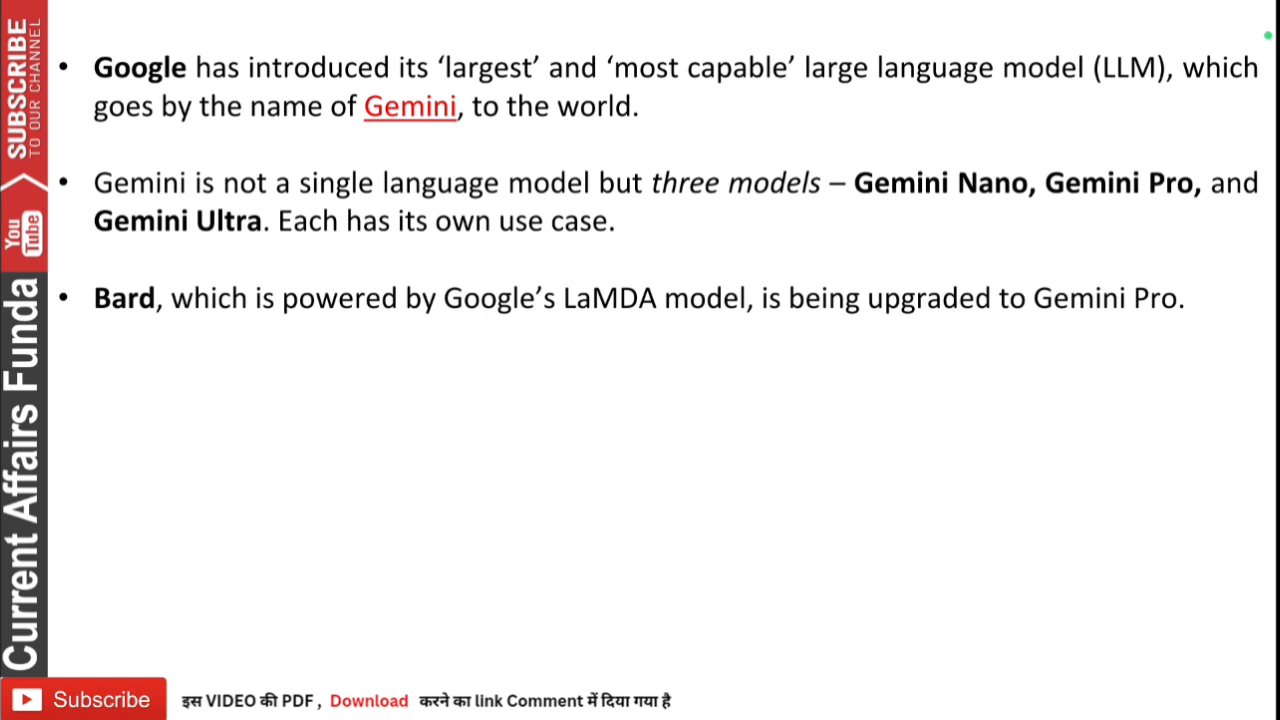 • Google has introduced its ‘largest’ and ‘most capable’ large language model (LLM), which
goes by the name of Gemini, to the world.
• Gemini is not a single language model but three models – Gemini Nano, Gemini Pro, and
Gemini Ultra. Each has its own use case.
• Bard, which is powered by Google’s LaMDA model, is being upgraded to Gemini Pro.
SUBSCRIBE
TO OUR CHANNEL
You
Tube
Current Affairs Funda
Subscribe
इस VIDEO की PDF , Download करने का link Comment में दिया गया है